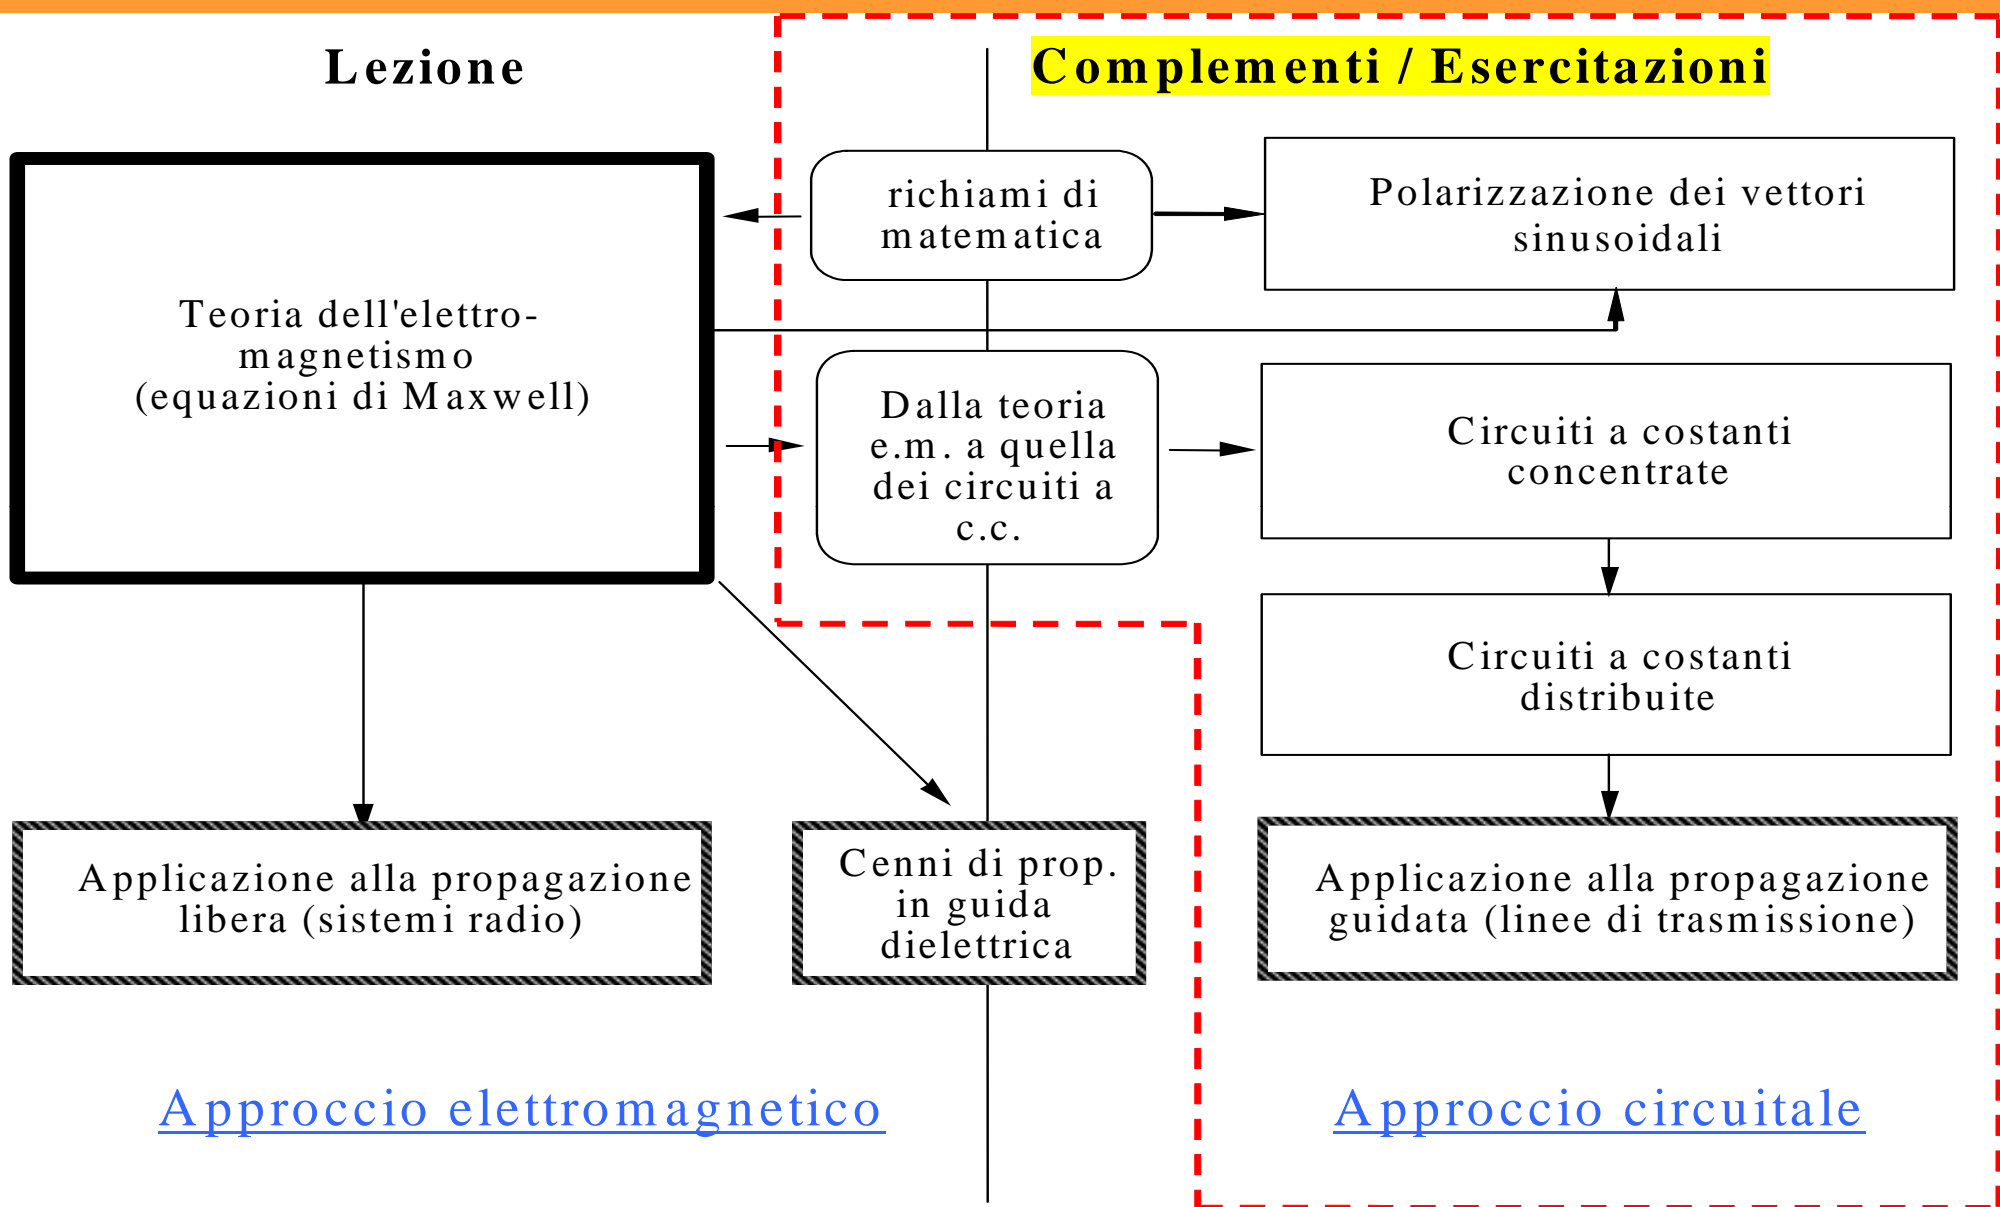 Lezione
Complementi / Esercitazioni
richiami di
matematica
Polarizzazione dei vettori
sinusoidali
Teoria dell'elettro-
magnetismo
(equazioni di Maxwell)
Dalla teoria
e.m. a quella
dei circuiti a
c.c.
Circuiti a costanti
concentrate
Circuiti a costanti
distribuite
Applicazione alla propagazione
libera (sistemi radio)
Cenni di prop.
in guida
dielettrica
Applicazione alla propagazione
guidata (linee di trasmissione)
Approccio elettromagnetico
Approccio circuitale